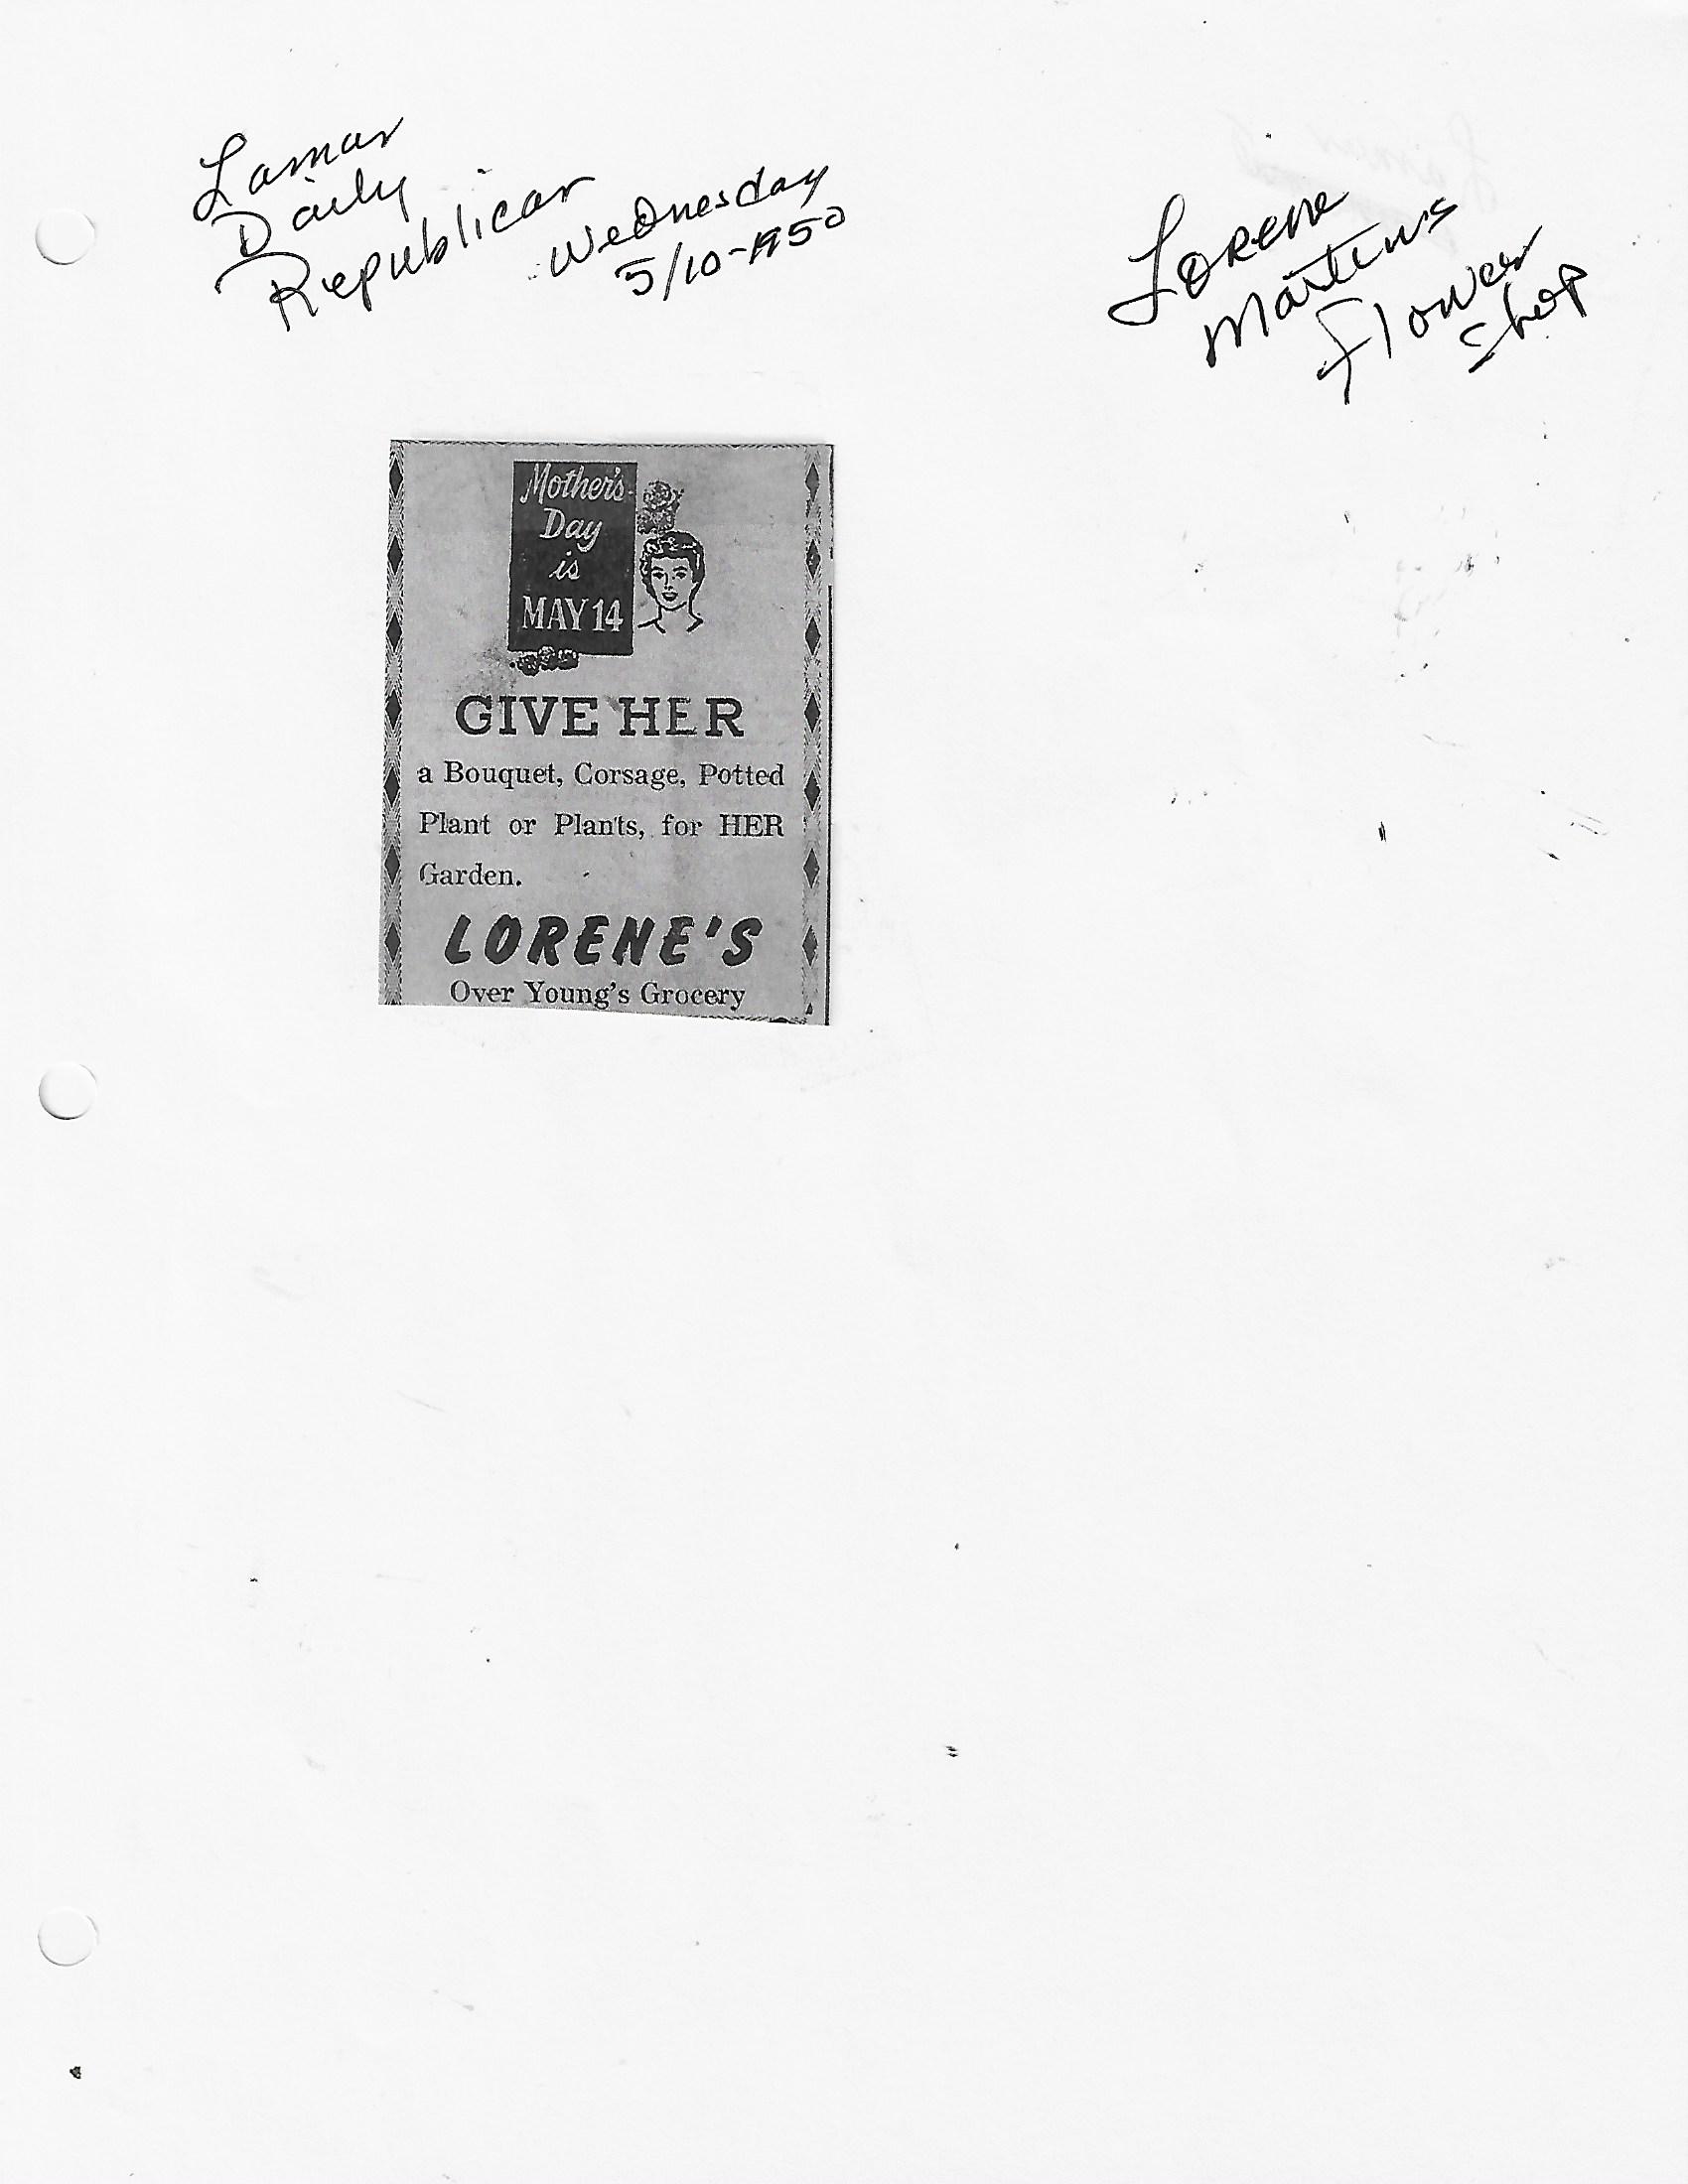 Lamar
Daily
Republican
Wednesday
5/10-1950
Lorene
Martins
Flower
Shop
Mother's
Day
is
MAY 14
GIVE HER
a Bouquet, Corsage, Potted
Plant or Plants, for HER
Garden.
LORENE'S
Over Young's Grocery